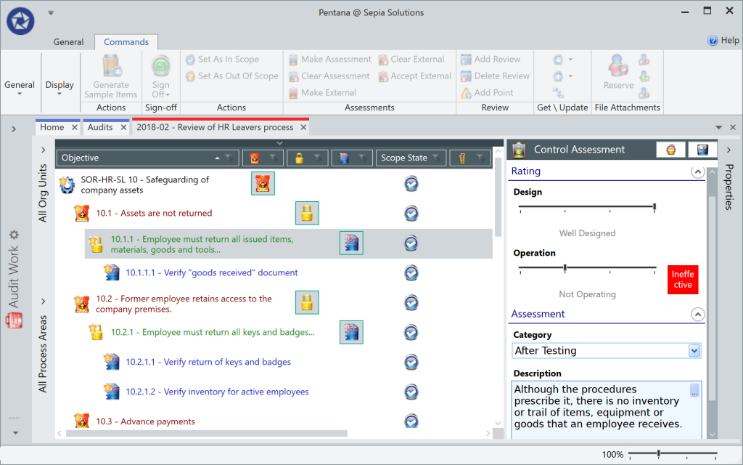 Pentana @ Sepia Solutions
General
Commands
Help
General
Display
Generate
Sample Items
Actions
Sign
Off
Sign-off
Set As In Scope
Set As Out Of Scope
Actions
Make Assessment
Clear Assessment
Make External
Clear External
Accept External
Assessments
Add Review
Delete Review
Add Point
Review
Get \ Update
Reserve
File Attachments
Home X
Audits X
2018-02 - Review of HR Leavers process X
Audit Work
All Org Units
All Process Areas
Objective
Scope State
SOR-HR-SL 10 - Safeguarding of
company assets
10.1 - Assets are not returned
10.1.1 - Employee must return all issued items,
materials, goods and tools...
10.1.1.1 - Verify "goods received" document
10.2 - Former employee retains access to the
company premises.
10.2.1 - Employee must return all keys and badges...
10.2.1.1 - Verify return of keys and badges
10.2.1.2 - Verify inventory for active employees
10.3 - Advance payments
Control Assessment
Rating
Design
Well Designed
Operation
Ineffe
ctive
Not Operating
Assessment
Category
After Testing
Description
Although the procedures
prescribe it, there is no inventory
or trail of items, equipment or
goods that an employee receives.
Properties
100%